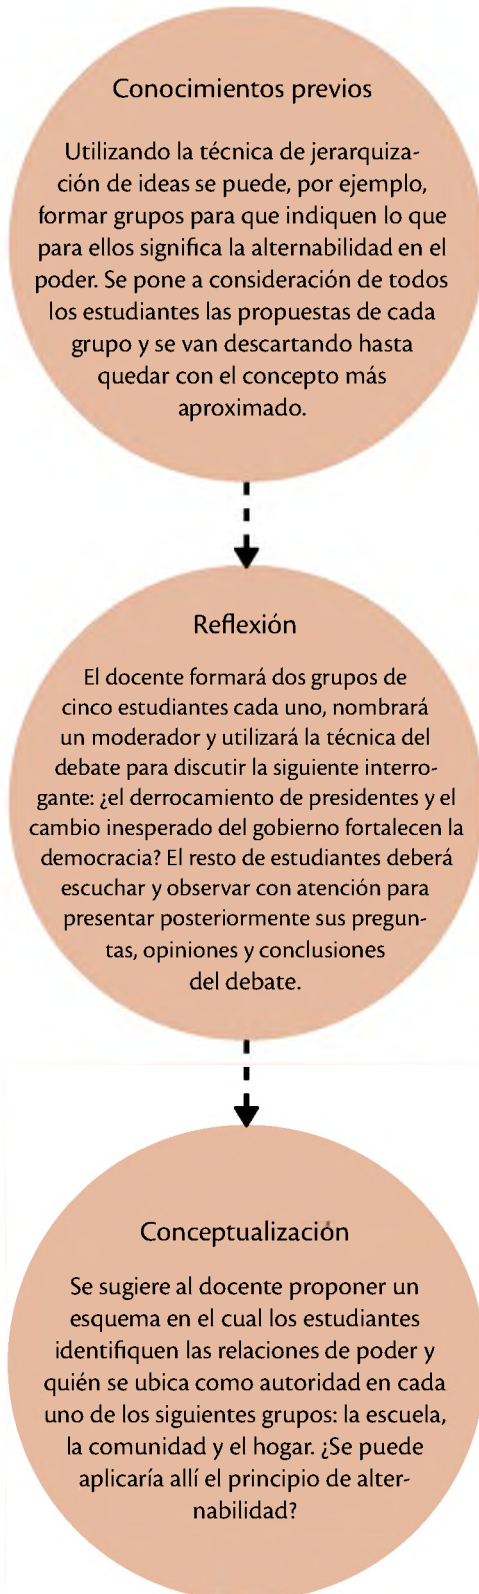 Conocimientos previos
Utilizando la técnica de jerarquiza-
ción de ideas se puede, por ejemplo,
formar grupos para que indiquen lo que
para ellos significa la alternabilidad en el
poder. Se pone a consideración de todos
los estudiantes las propuestas de cada
grupo y se van descartando hasta
quedar con el concepto más
aproximado.
Reflexión
El docente formará dos grupos de
cinco estudiantes cada uno, nombrará
un moderador y utilizará la técnica del
debate para discutir la siguiente interro-
gante: ¿el derrocamiento de presidentes y el
cambio inesperado del gobierno fortalecen la
democracia? El resto de estudiantes deberá
escuchar y observar con atención para
presentar posteriormente sus pregun-
tas, opiniones y conclusiones
del debate.
Conceptualización
Se sugiere al docente proponer un
esquema en el cual los estudiantes
identifiquen las relaciones de poder y
quién se ubica como autoridad en cada
uno de los siguientes grupos: la escuela,
la comunidad y el hogar. ¿Se puede
aplicaría allí el principio de alter-
nabilidad?